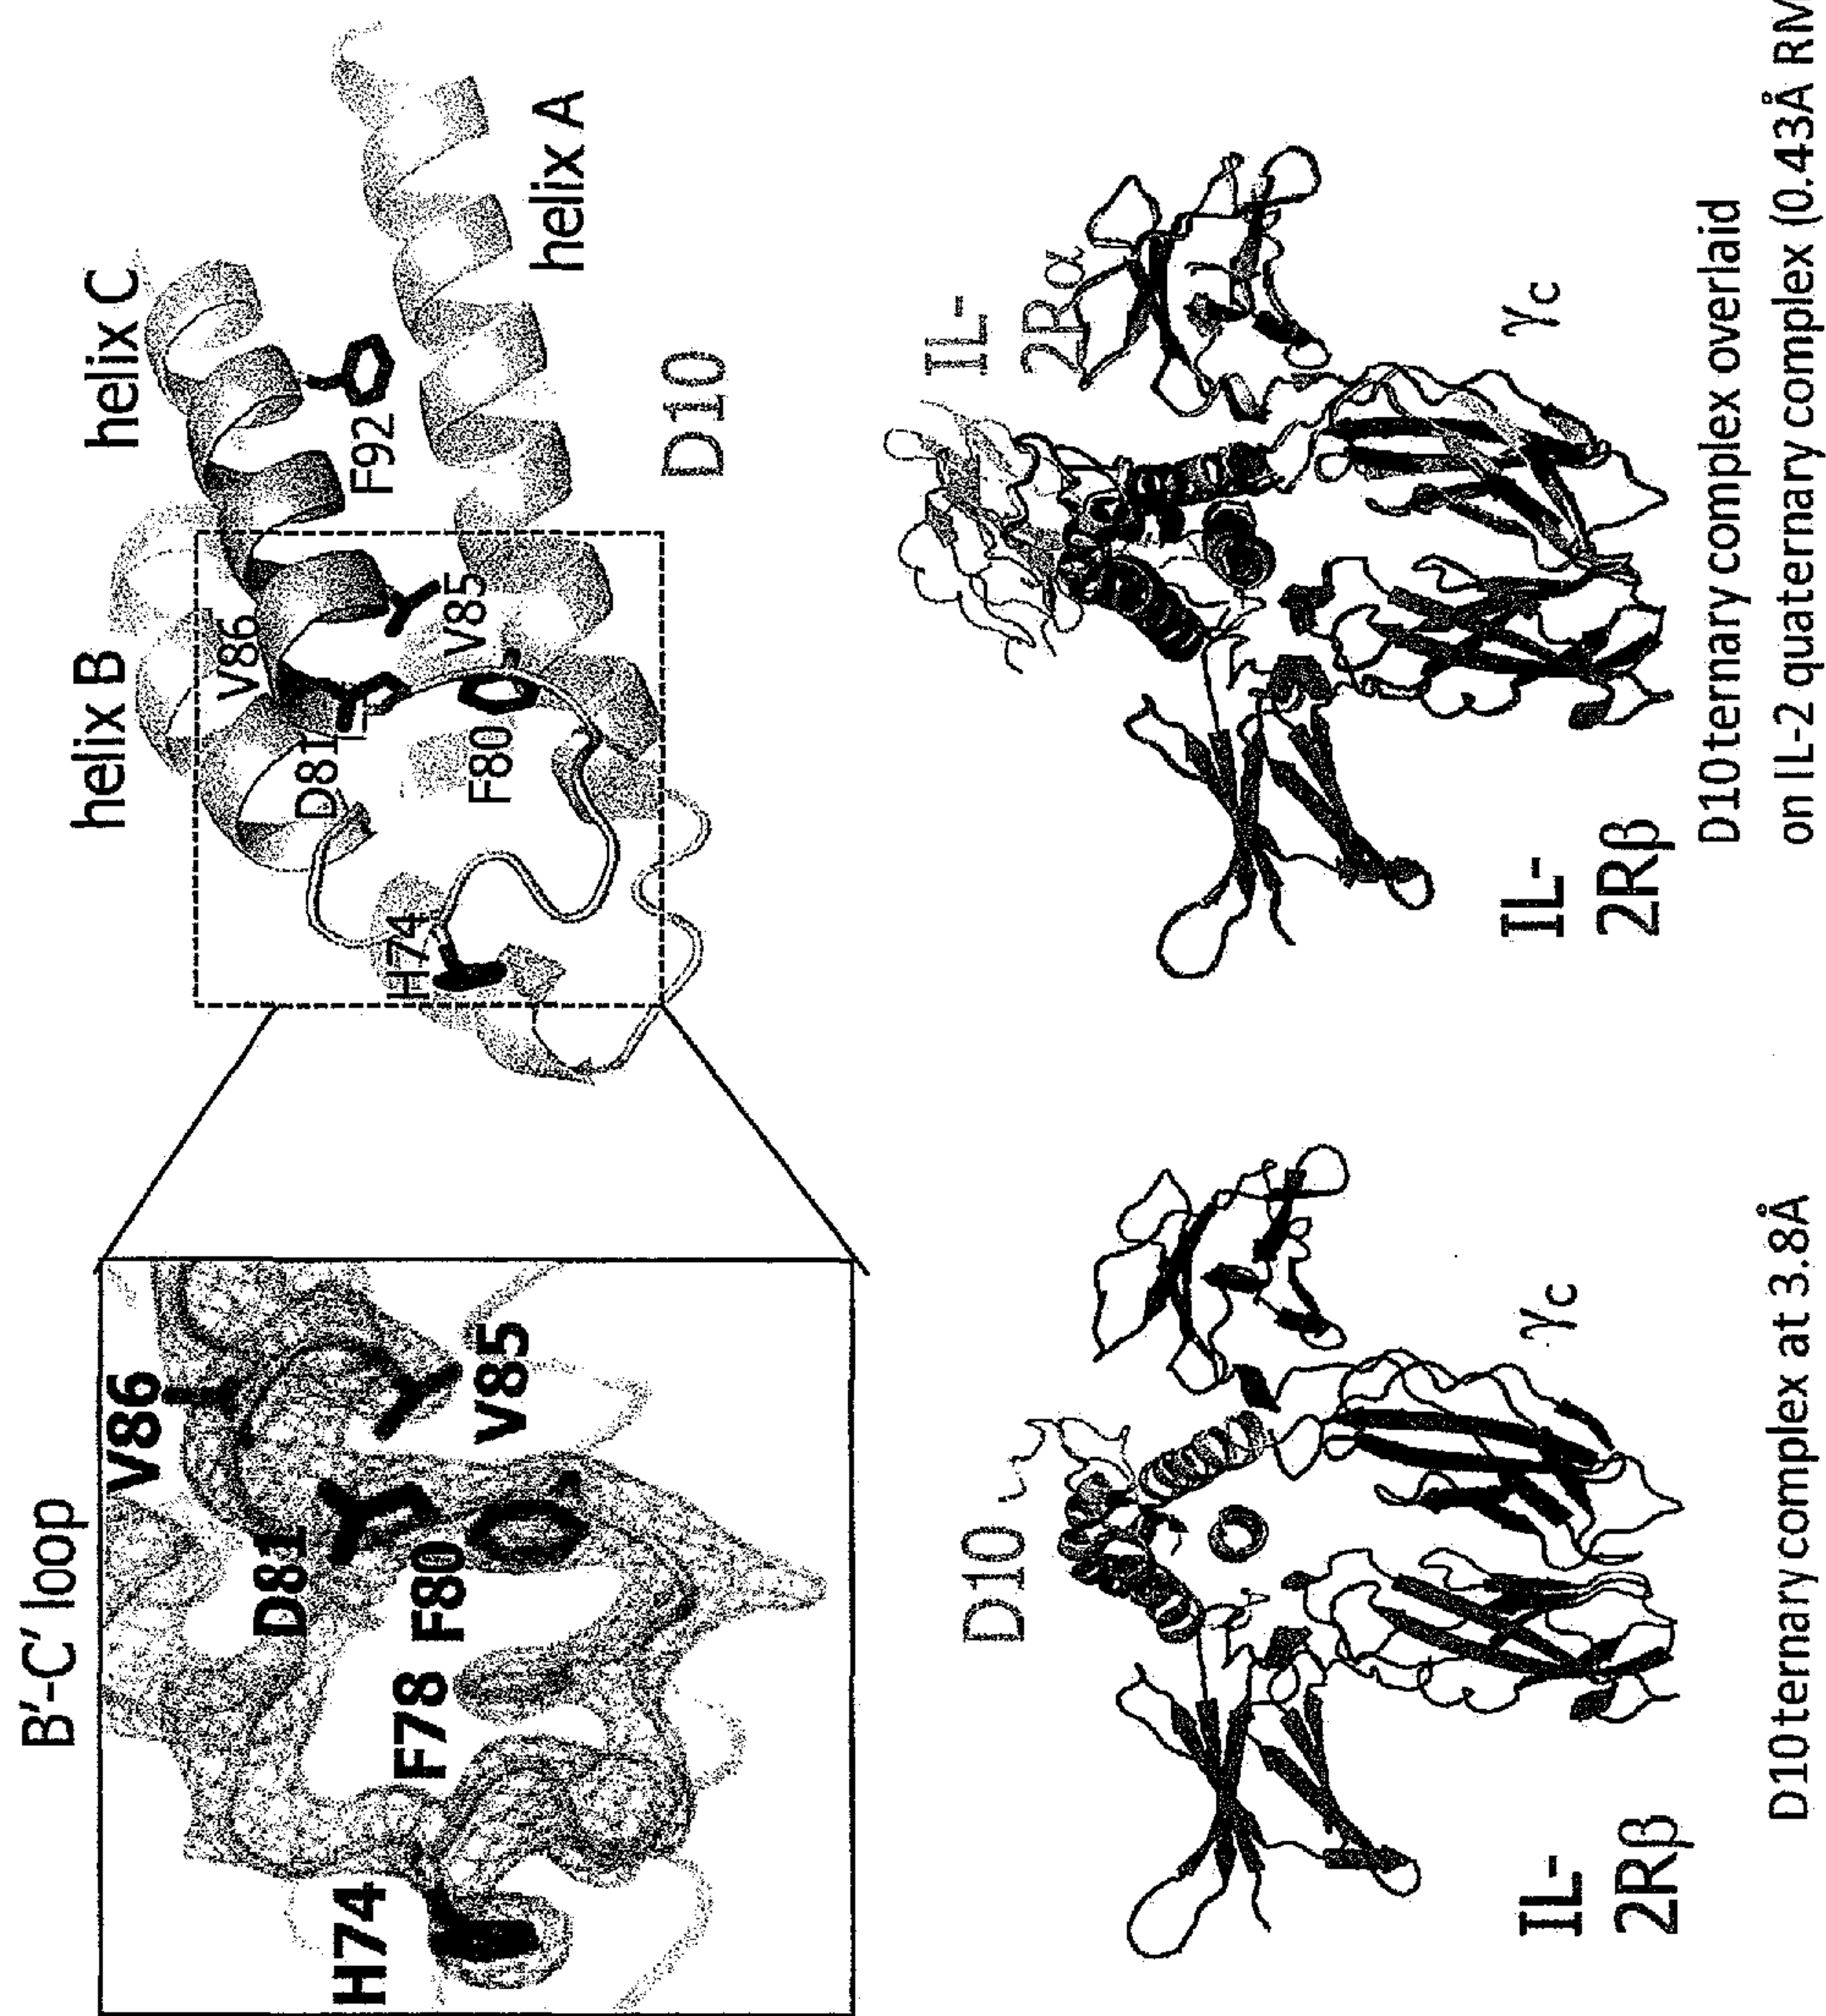 B′-C′ loop
V86
D81
V85
F80
F78
H74
helix B
helix C
helix A
V86
V85
D81
F80
F92
H74
D10
D10
IL-
2Rβ
γc
D10 ternary complex at 3.8Å
IL-
2Rα
IL-
2Rβ
γc
D10 ternary complex overlaid
on IL-2 quaternary complex (0.43Å RM